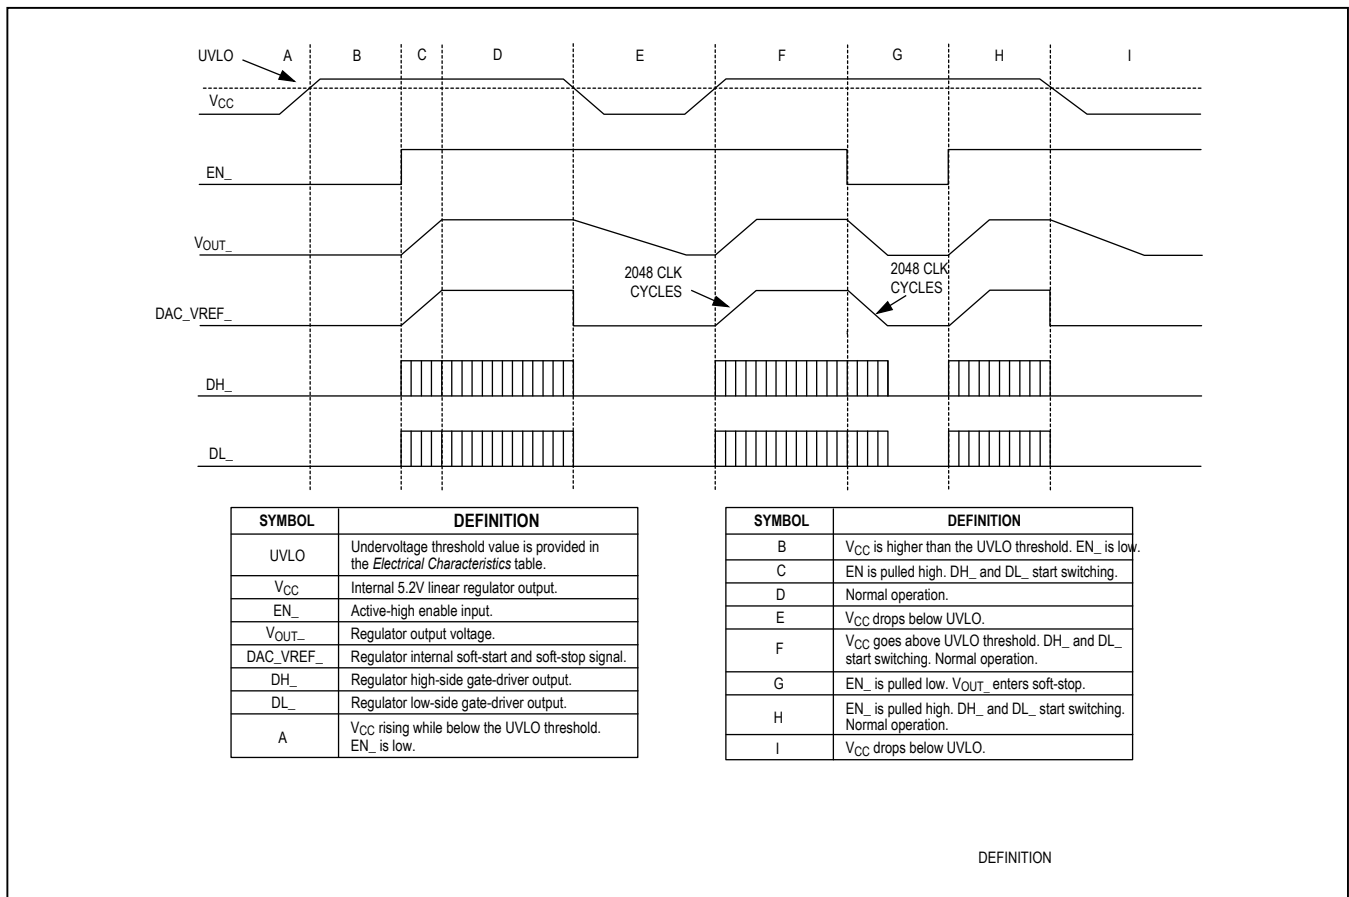 UVLO A B C D E F G H I
VCC
EN_
VOUT_
2048 CLK
CYCLES
2048 CLK
CYCLES
DAC_VREF_
DH_
DL_
SYMBOL DEFINITION
UVLO Undervoltage threshold value is provided in
the Electrical Characteristics table.
VCC Internal 5.2V linear regulator output.
EN_ Active-high enable input.
VOUT_ Regulator output voltage.
DAC_VREF_ Regulator internal soft-start and soft-stop signal.
DH_ Regulator high-side gate-driver output.
DL_ Regulator low-side gate-driver output.
A VCC rising while below the UVLO threshold.
EN_ is low.
SYMBOL DEFINITION
B VCC is higher than the UVLO threshold. EN_ is low.
C EN is pulled high. DH_ and DL_ start switching.
D Normal operation.
E VCC drops below UVLO.
F VCC goes above UVLO threshold. DH_ and DL_
start switching. Normal operation.
G EN_ is pulled low. VOUT_ enters soft-stop.
H EN_ is pulled high. DH_ and DL_ start switching.
Normal operation.
I VCC drops below UVLO.
DEFINITION